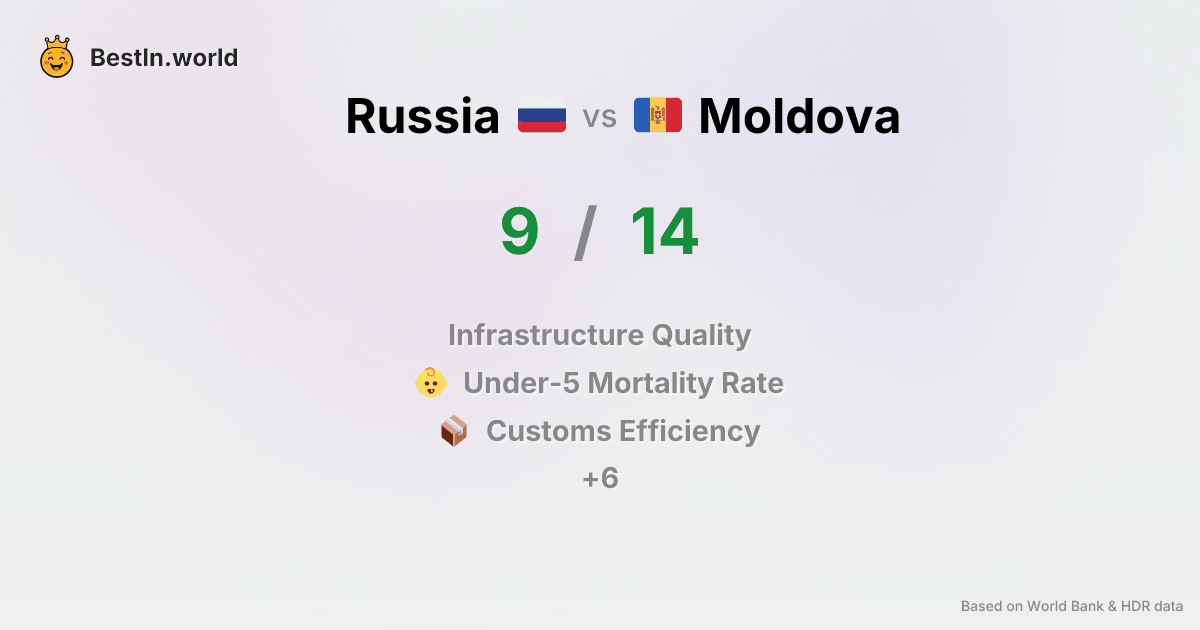 BestIn.world
Russia vs Moldova
9 / 14
Infrastructure Quality
Under-5 Mortality Rate
Customs Efficiency
+6
Based on World Bank & HDR data